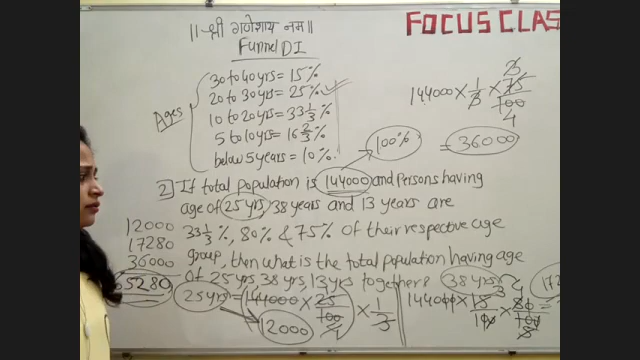 ॥ श्री गणेशाय नमः॥
FOCUS CLAS
Funnel DI
Ages
30 to 40 yrs = 15%
20 to 30 yrs = 25%
10 to 20 yrs = 33 1/3 %
5 to 10 yrs = 16 2/3 %
below 5 years = 10%.
144000 × 1/3 × 75/100
25
4
100%
= 36000
2) If total population is 144000 and Persons having
age of 25 yrs, 38 years and 13 years are
33 1/3 %, 80% & 75% of their respective age
group, then what is the total population having age
of 25 yrs, 38 yrs, 13 yrs together?
12000
17280
36000
65280
25 yrs = 144000 × 25/100 × 1/3
4
12000
38 yrs
144000 × 15/100 × 80/100